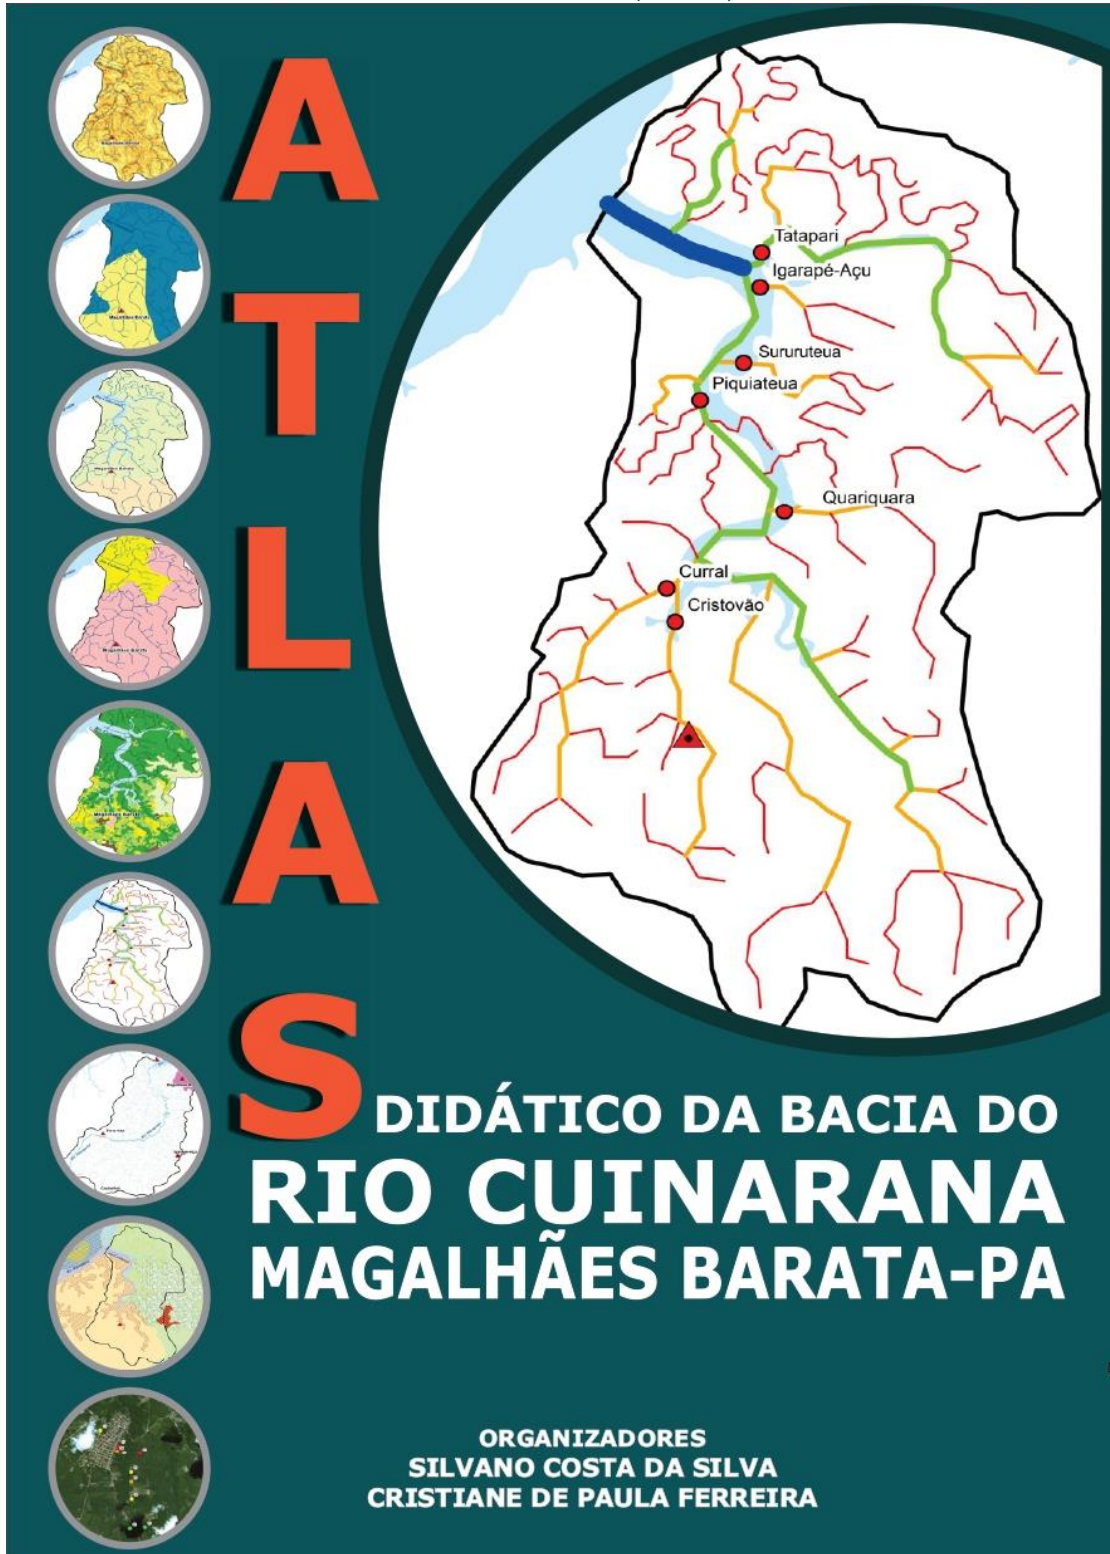 ATLAS
Tatapari
Igarapé-Açu
Sururuteua
Piquiateua
Quariquara
Curral
Cristovão
DIDÁTICO DA BACIA DO
RIO CUINARANA
MAGALHÃES BARATA-PA
ORGANIZADORES
SILVANO COSTA DA SILVA
CRISTIANE DE PAULA FERREIRA